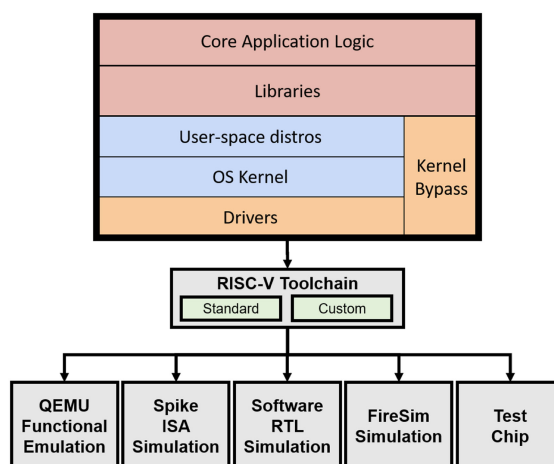 Core Application Logic
Libraries
User-space distros
OS Kernel
Drivers
Kernel
Bypass
RISC-V Toolchain
Standard
Custom
QEMU
Functional
Emulation
Spike
ISA
Simulation
Software
RTL
Simulation
FireSim
Simulation
Test
Chip